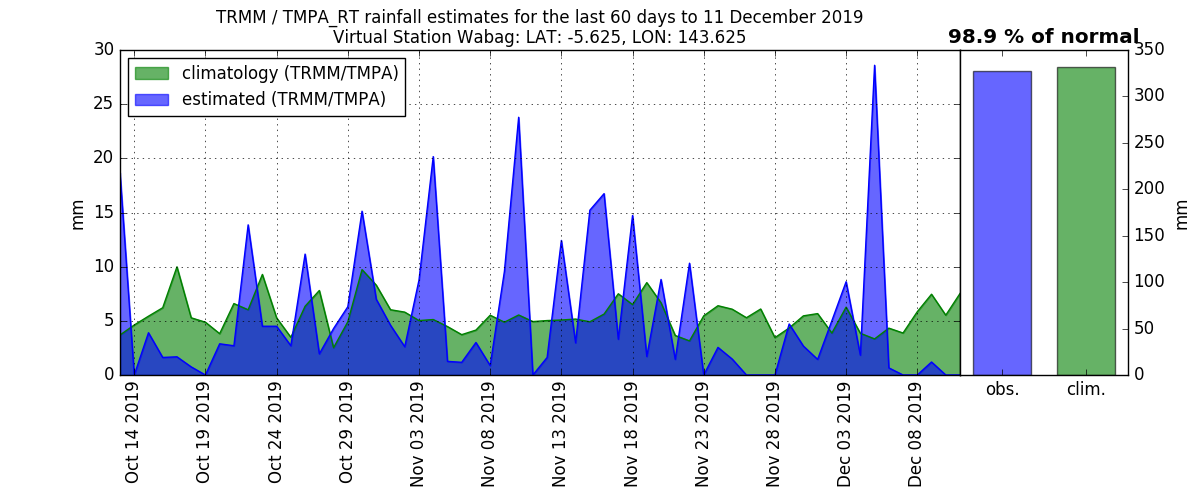 TRMM / TMPA_RT rainfall estimates for the last 60 days to 11 December 2019
Virtual Station Wabag: LAT: -5.625, LON: 143.625
98.9 % of normal
climatology (TRMM/TMPA)
estimated (TRMM/TMPA)
30
25
20
15
10
5
0
mm
Oct 14 2019
Oct 19 2019
Oct 24 2019
Oct 29 2019
Nov 03 2019
Nov 08 2019
Nov 13 2019
Nov 18 2019
Nov 23 2019
Nov 28 2019
Dec 03 2019
Dec 08 2019
obs.
clim.
350
300
250
200
150
100
50
0
mm